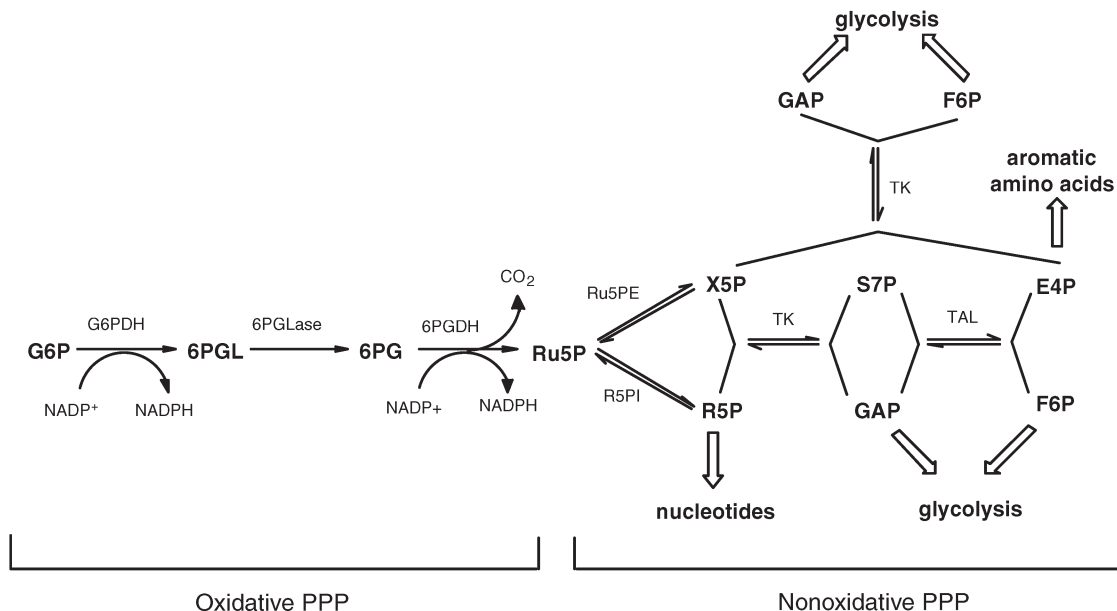 glycolysis
GAP
F6P
TK
aromatic
amino acids
CO2
Ru5PE
X5P
S7P
E4P
G6PDH
6PGLase
6PGDH
TK
TAL
G6P
6PGL
6PG
Ru5P
NADP+
NADPH
NADP+
NADPH
R5PI
R5P
GAP
F6P
nucleotides
glycolysis
Oxidative PPP
Nonoxidative PPP